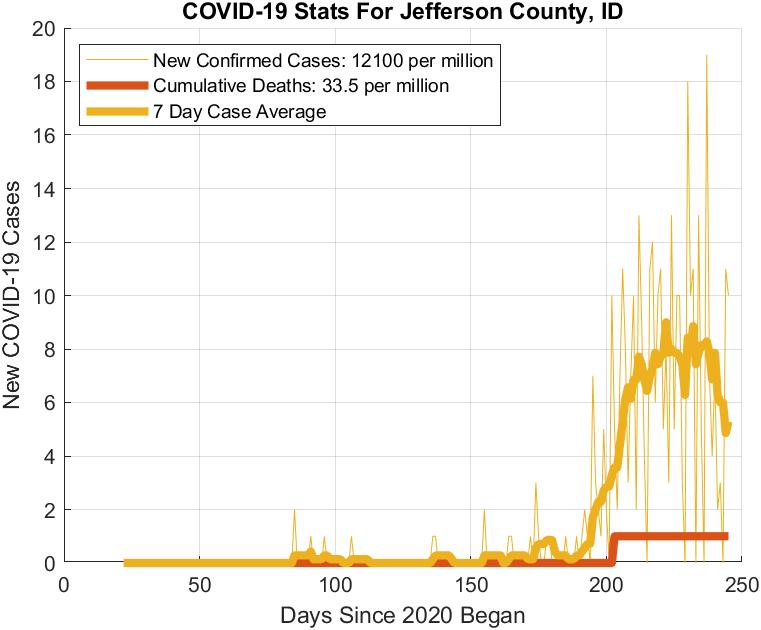 COVID-19 Stats For Jefferson County, ID
New Confirmed Cases: 12100 per million
Cumulative Deaths: 33.5 per million
7 Day Case Average
New COVID-19 Cases
20
18
16
14
12
10
8
6
4
2
0
0 50 100 150 200 250
Days Since 2020 Began